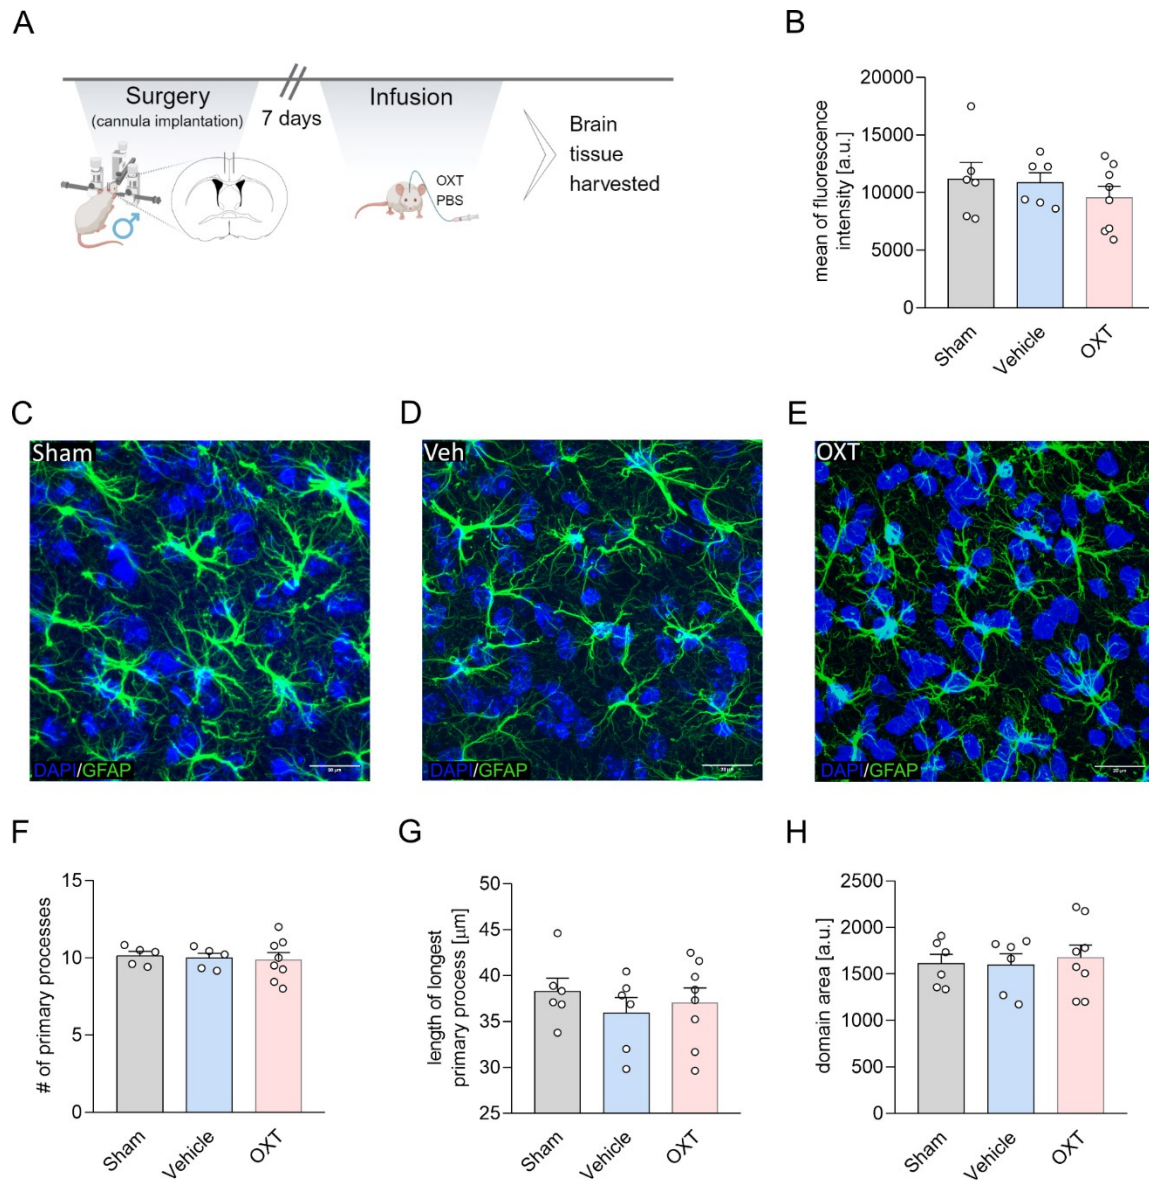 A
Surgery
(cannula implantation)
7 days
Infusion
OXT
PBS
Brain
tissue
harvested
B
mean of fluorescence
intensity [a.u.]
20000
15000
10000
5000
0
Sham
Vehicle
OXT
C
Sham
DAPI/GFAP
D
Veh
DAPI/GFAP
E
OXT
DAPI/GFAP
20 µm
F
# of primary processes
15
10
5
0
Sham
Vehicle
OXT
G
length of longest
primary process [µm]
50
45
40
35
30
25
Sham
Vehicle
OXT
H
domain area [a.u.]
2500
2000
1500
1000
500
0
Sham
Vehicle
OXT